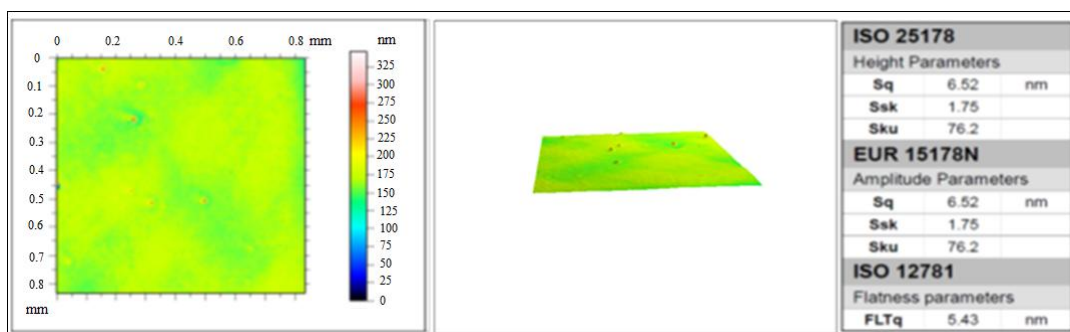 0 0.2 0.4 0.6 0.8 mm
nm
0
0.1
0.2
0.3
0.4
0.5
0.6
0.7
0.8
mm
325
300
275
250
225
200
175
150
125
100
75
50
25
0
ISO 25178
Height Parameters
Sq 6.52 nm
Ssk 1.75
Sku 76.2
EUR 15178N
Amplitude Parameters
Sq 6.52 nm
Ssk 1.75
Sku 76.2
ISO 12781
Flatness parameters
FLTq 5.43 nm